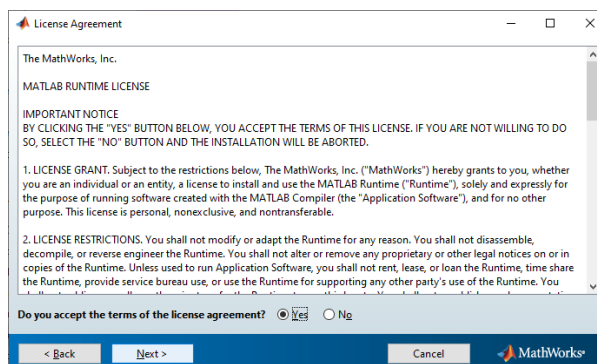 License Agreement
The MathWorks, Inc.
MATLAB RUNTIME LICENSE
IMPORTANT NOTICE
BY CLICKING THE "YES" BUTTON BELOW, YOU ACCEPT THE TERMS OF THIS LICENSE. IF YOU ARE NOT WILLING TO DO
SO, SELECT THE "NO" BUTTON AND THE INSTALLATION WILL BE ABORTED.
1. LICENSE GRANT. Subject to the restrictions below, The MathWorks, Inc. ("MathWorks") hereby grants to you, whether
you are an individual or an entity, a license to install and use the MATLAB Runtime ("Runtime"), solely and expressly for
the purpose of running software created with the MATLAB Compiler (the "Application Software"), and for no other
purpose. This license is personal, nonexclusive, and nontransferable.
2. LICENSE RESTRICTIONS. You shall not modify or adapt the Runtime for any reason. You shall not disassemble,
decompile, or reverse engineer the Runtime. You shall not alter or remove any proprietary or other legal notices on or in
copies of the Runtime. Unless used to run Application Software, you shall not rent, lease, or loan the Runtime, time share
the Runtime, provide service bureau use, or use the Runtime for supporting any other party's use of the Runtime. You
Do you accept the terms of the license agreement? Yes No
< Back Next > Cancel MathWorks®